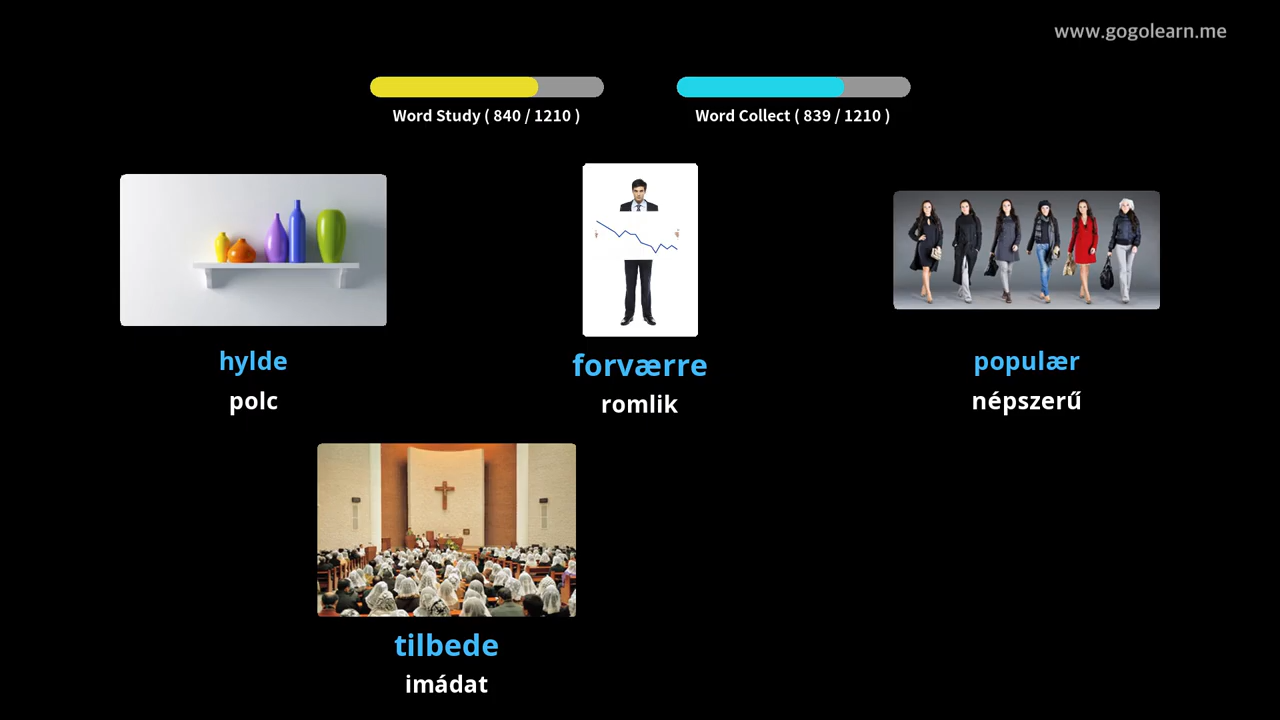 www.gogolearn.me
Word Study ( 840 / 1210 )
Word Collect ( 839 / 1210 )
hylde
polc
forværre
romlik
populær
népszerű
tilbede
imádat